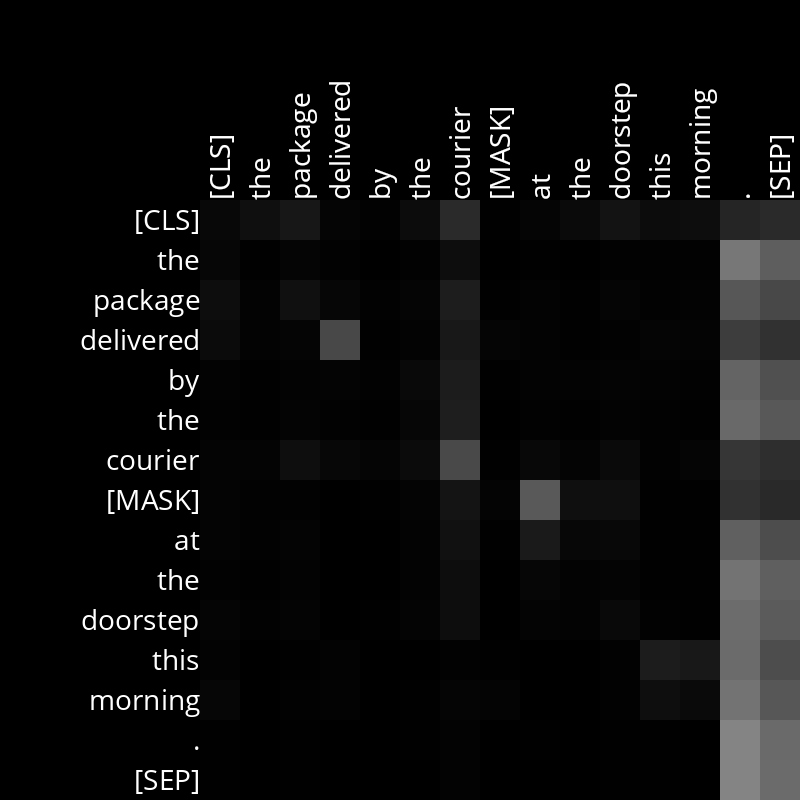 [CLS]
the
package
delivered
by
the
courier
[MASK]
at
the
doorstep
this
morning
.
[SEP]
[CLS]
the
package
delivered
by
the
courier
[MASK]
at
the
doorstep
this
morning
.
[SEP]